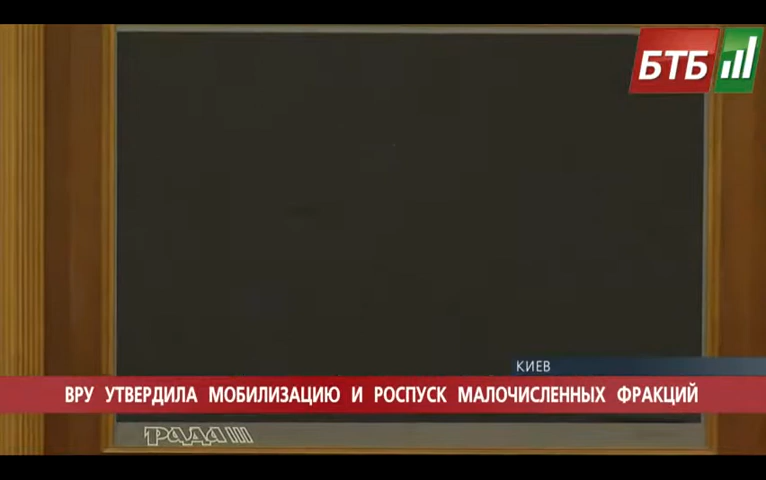 БТБ
КИЕВ
ВРУ УТВЕРДИЛА МОБИЛИЗАЦИЮ И РОСПУСК МАЛОЧИСЛЕННЫХ ФРАКЦИЙ
РАДА